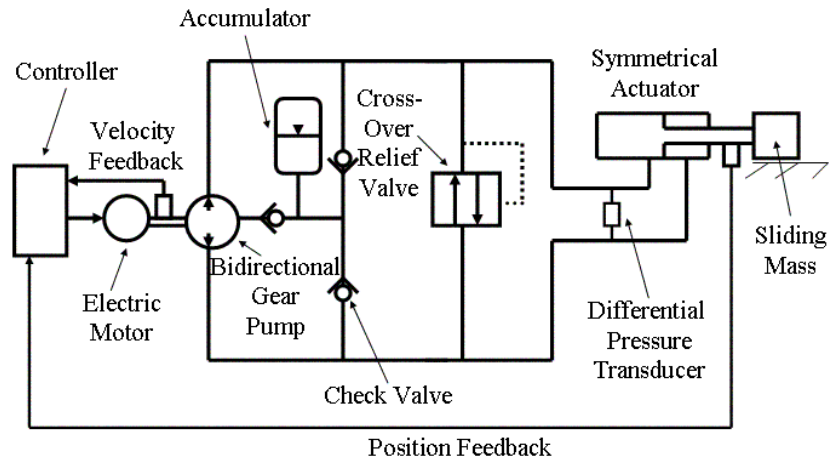 Accumulator
Controller
Symmetrical
Actuator
Cross-
Over
Relief
Valve
Velocity
Feedback
Bidirectional
Gear
Pump
Electric
Motor
Sliding
Mass
Differential
Pressure
Transducer
Check Valve
Position Feedback